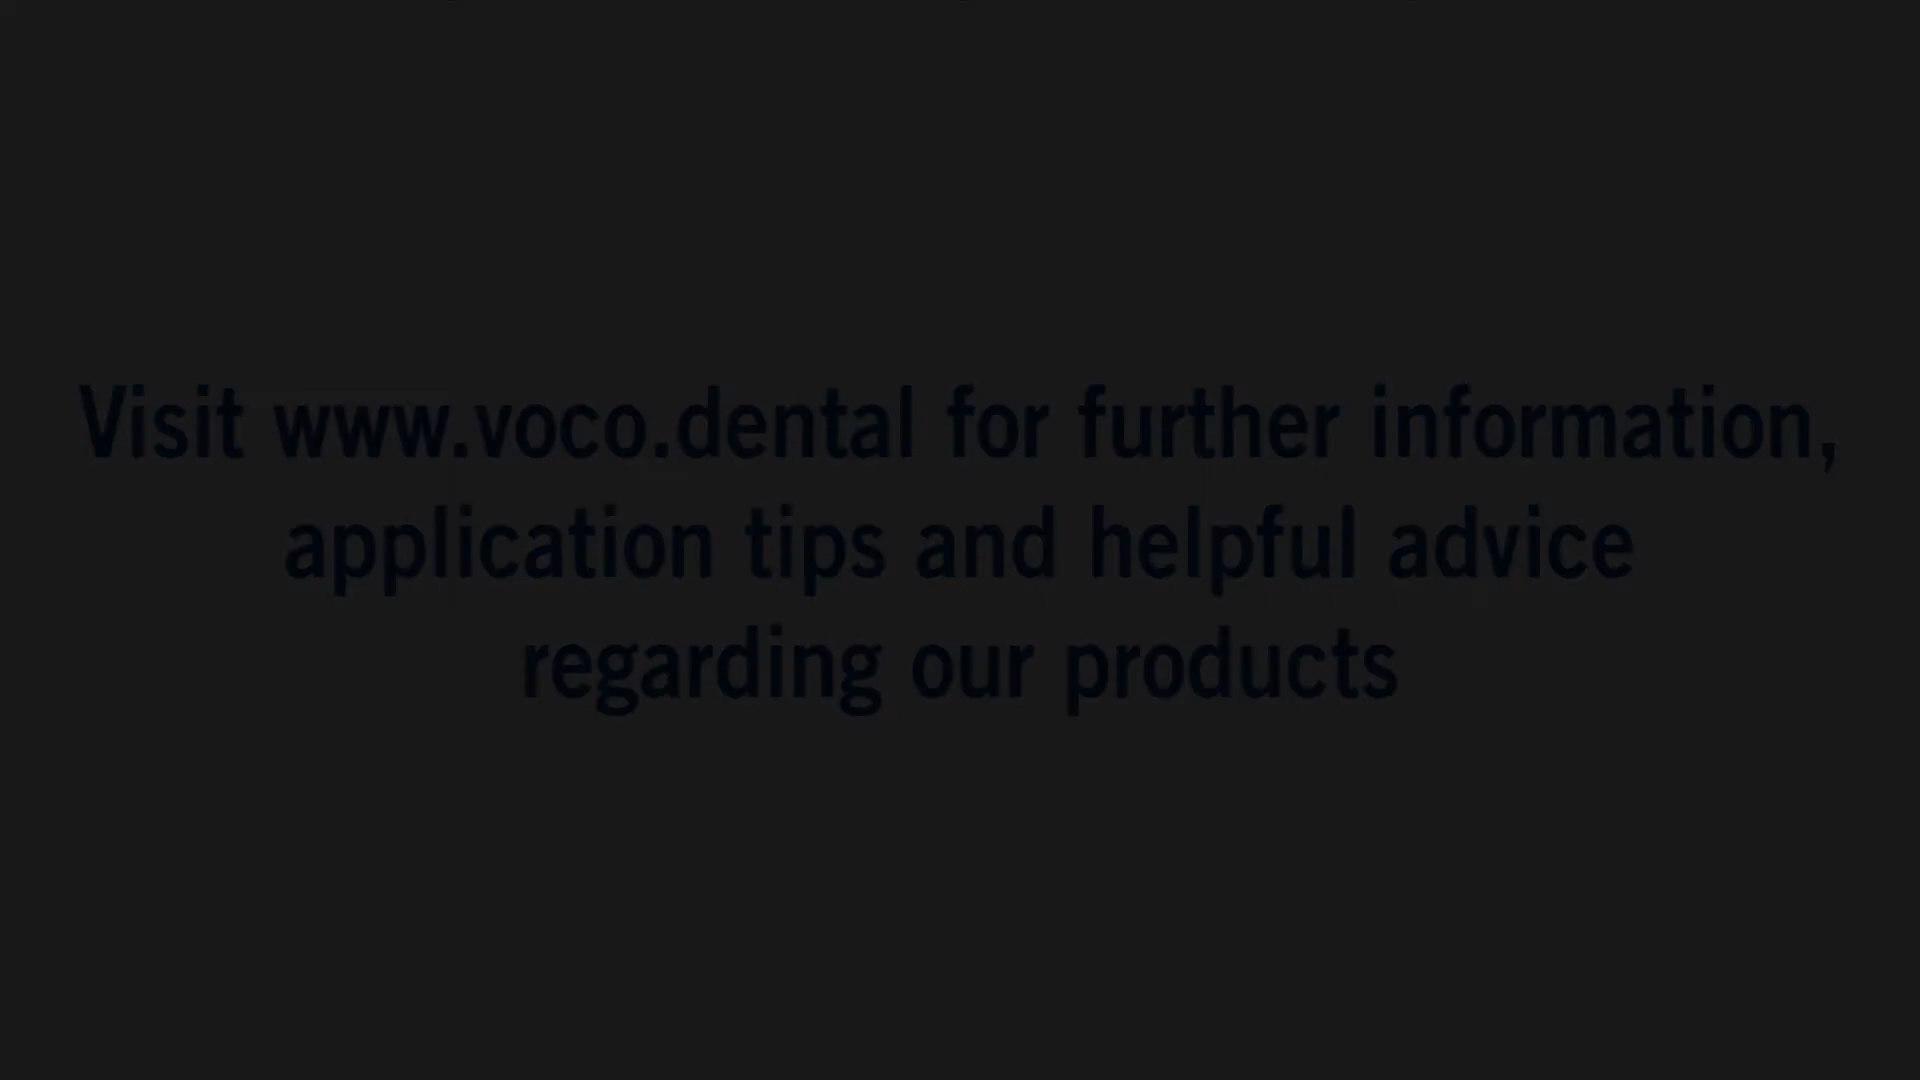 Visit www.voco.dental for further information,
application tips and helpful advice
regarding our products